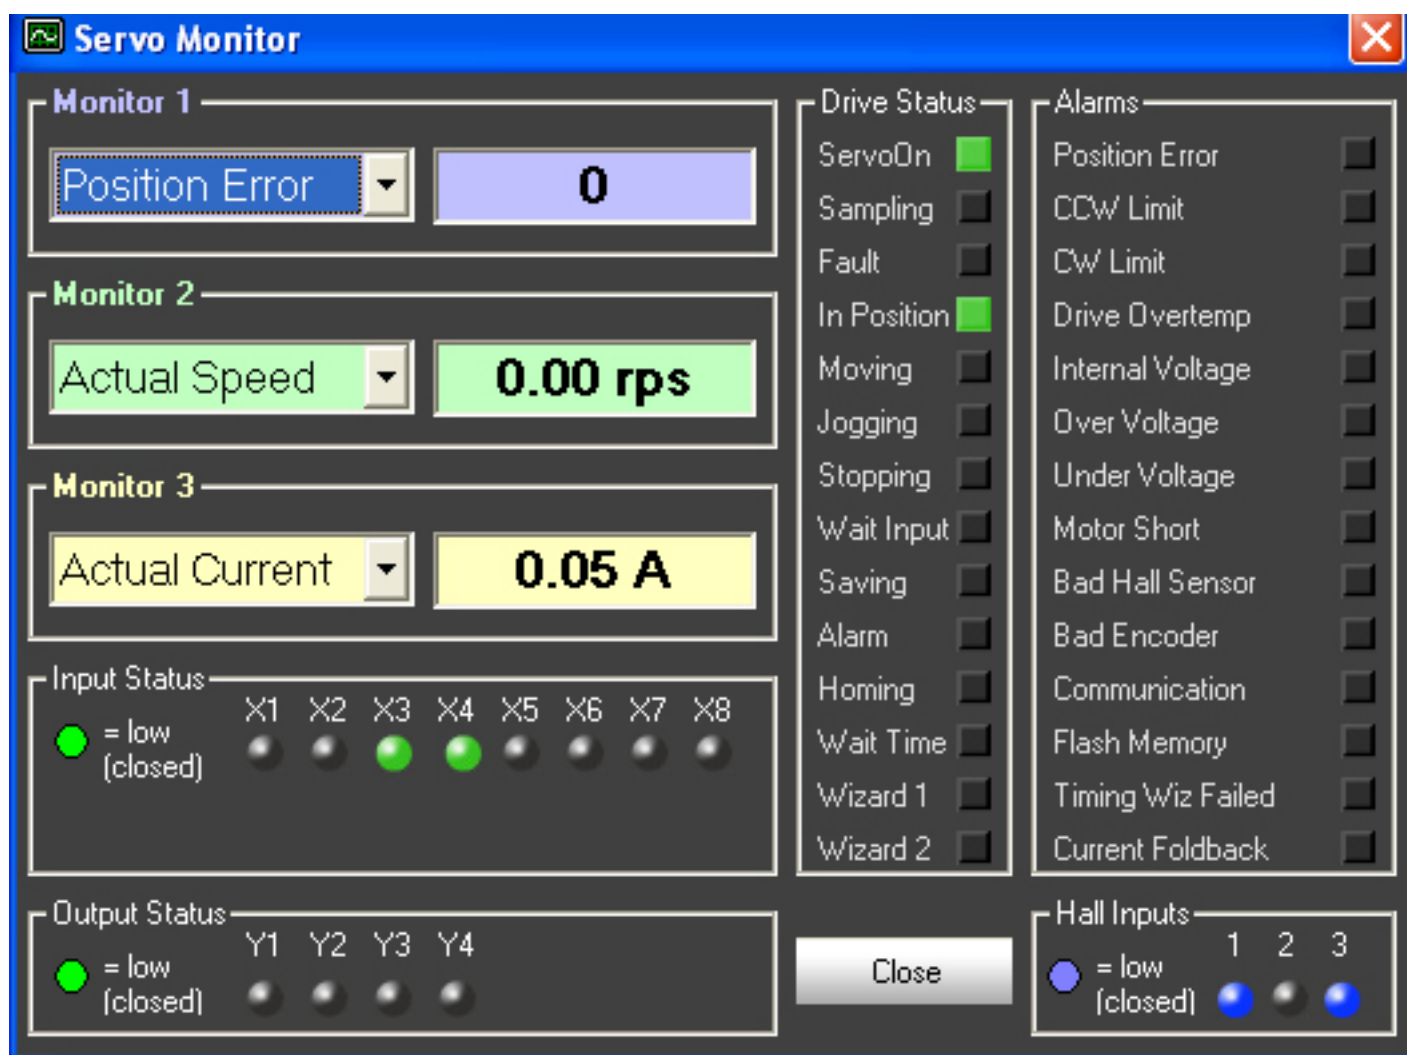 Servo Monitor
Monitor 1
Position Error
0
Monitor 2
Actual Speed
0.00 rps
Monitor 3
Actual Current
0.05 A
Input Status
= low
(closed)
X1 X2 X3 X4 X5 X6 X7 X8
Output Status
= low
(closed)
Y1 Y2 Y3 Y4
Drive Status
ServoOn
Sampling
Fault
In Position
Moving
Jogging
Stopping
Wait Input
Saving
Alarm
Homing
Wait Time
Wizard 1
Wizard 2
Close
Alarms
Position Error
CCW Limit
CW Limit
Drive Overtemp
Internal Voltage
Over Voltage
Under Voltage
Motor Short
Bad Hall Sensor
Bad Encoder
Communication
Flash Memory
Timing Wiz Failed
Current Foldback
Hall Inputs
= low
(closed)
1 2 3